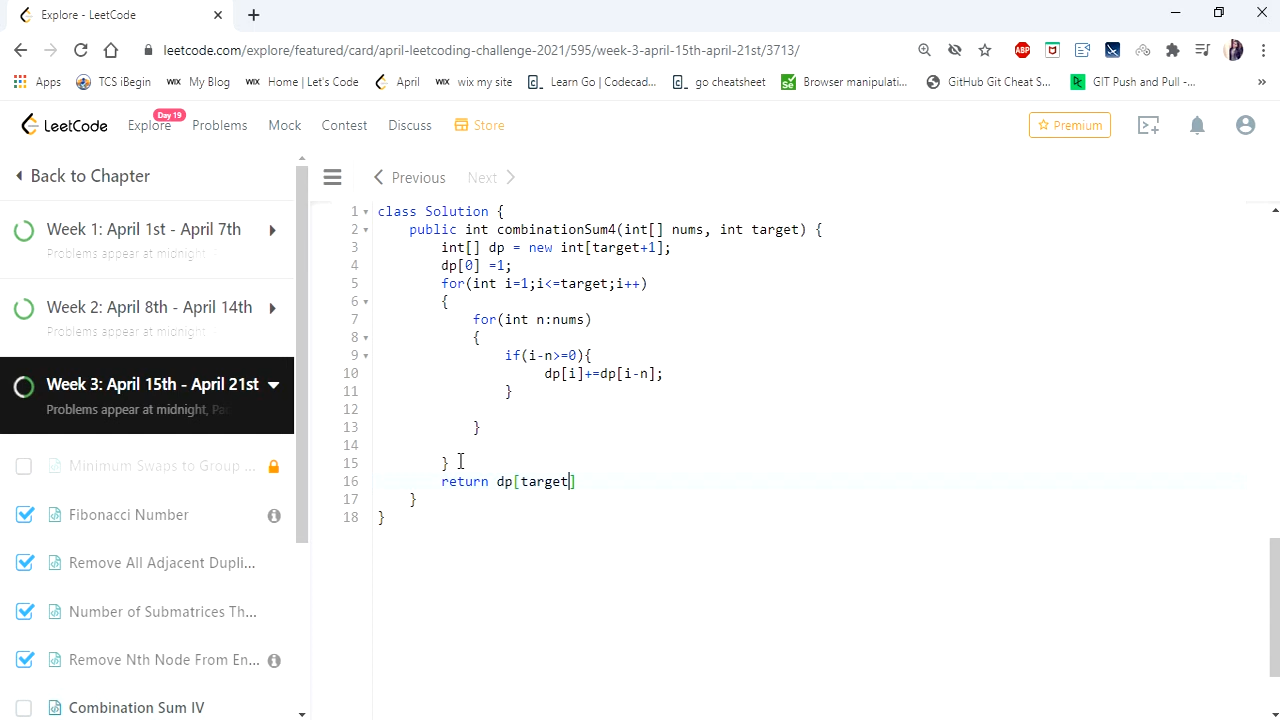 Explore - LeetCode
leetcode.com/explore/featured/card/april-leetcoding-challenge-2021/595/week-3-april-15th-april-21st/3713/
ABP
Apps TCS iBegin WIX My Blog WIX Home | Let's Code April WIX wix my site Learn Go | Codecad... go cheatsheet Browser manipulati... GitHub Git Cheat S... GIT Push and Pull -... »
LeetCode Explore Day 19 Problems Mock Contest Discuss Store Premium
Back to Chapter
Previous Next
Week 1: April 1st - April 7th
Problems appear at midnight
Week 2: April 8th - April 14th
Problems appear at midnight
Week 3: April 15th - April 21st
Problems appear at midnight, Pac
Minimum Swaps to Group ...
Fibonacci Number
Remove All Adjacent Dupli...
Number of Submatrices Th...
Remove Nth Node From En...
Combination Sum IV
1 class Solution {
2 public int combinationSum4(int[] nums, int target) {
3 int[] dp = new int[target+1];
4 dp[0] =1;
5 for(int i=1;i<=target;i++)
6 {
7 for(int n:nums)
8 {
9 if(i-n>=0){
10 dp[i]+=dp[i-n];
11 }
12
13 }
14
15 }
16 return dp[target]
17 }
18 }